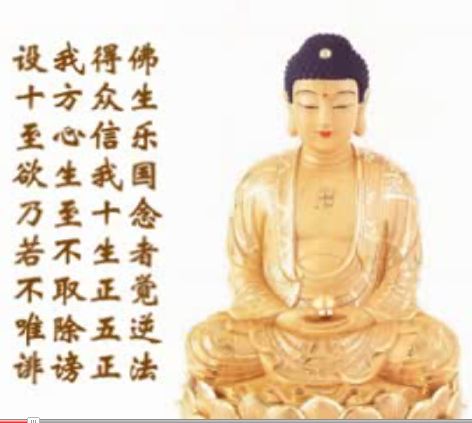 设我得佛
十方众生
至心信乐
欲生我国
乃至十念
若不生者
不取正觉
唯除五逆
诽谤正法